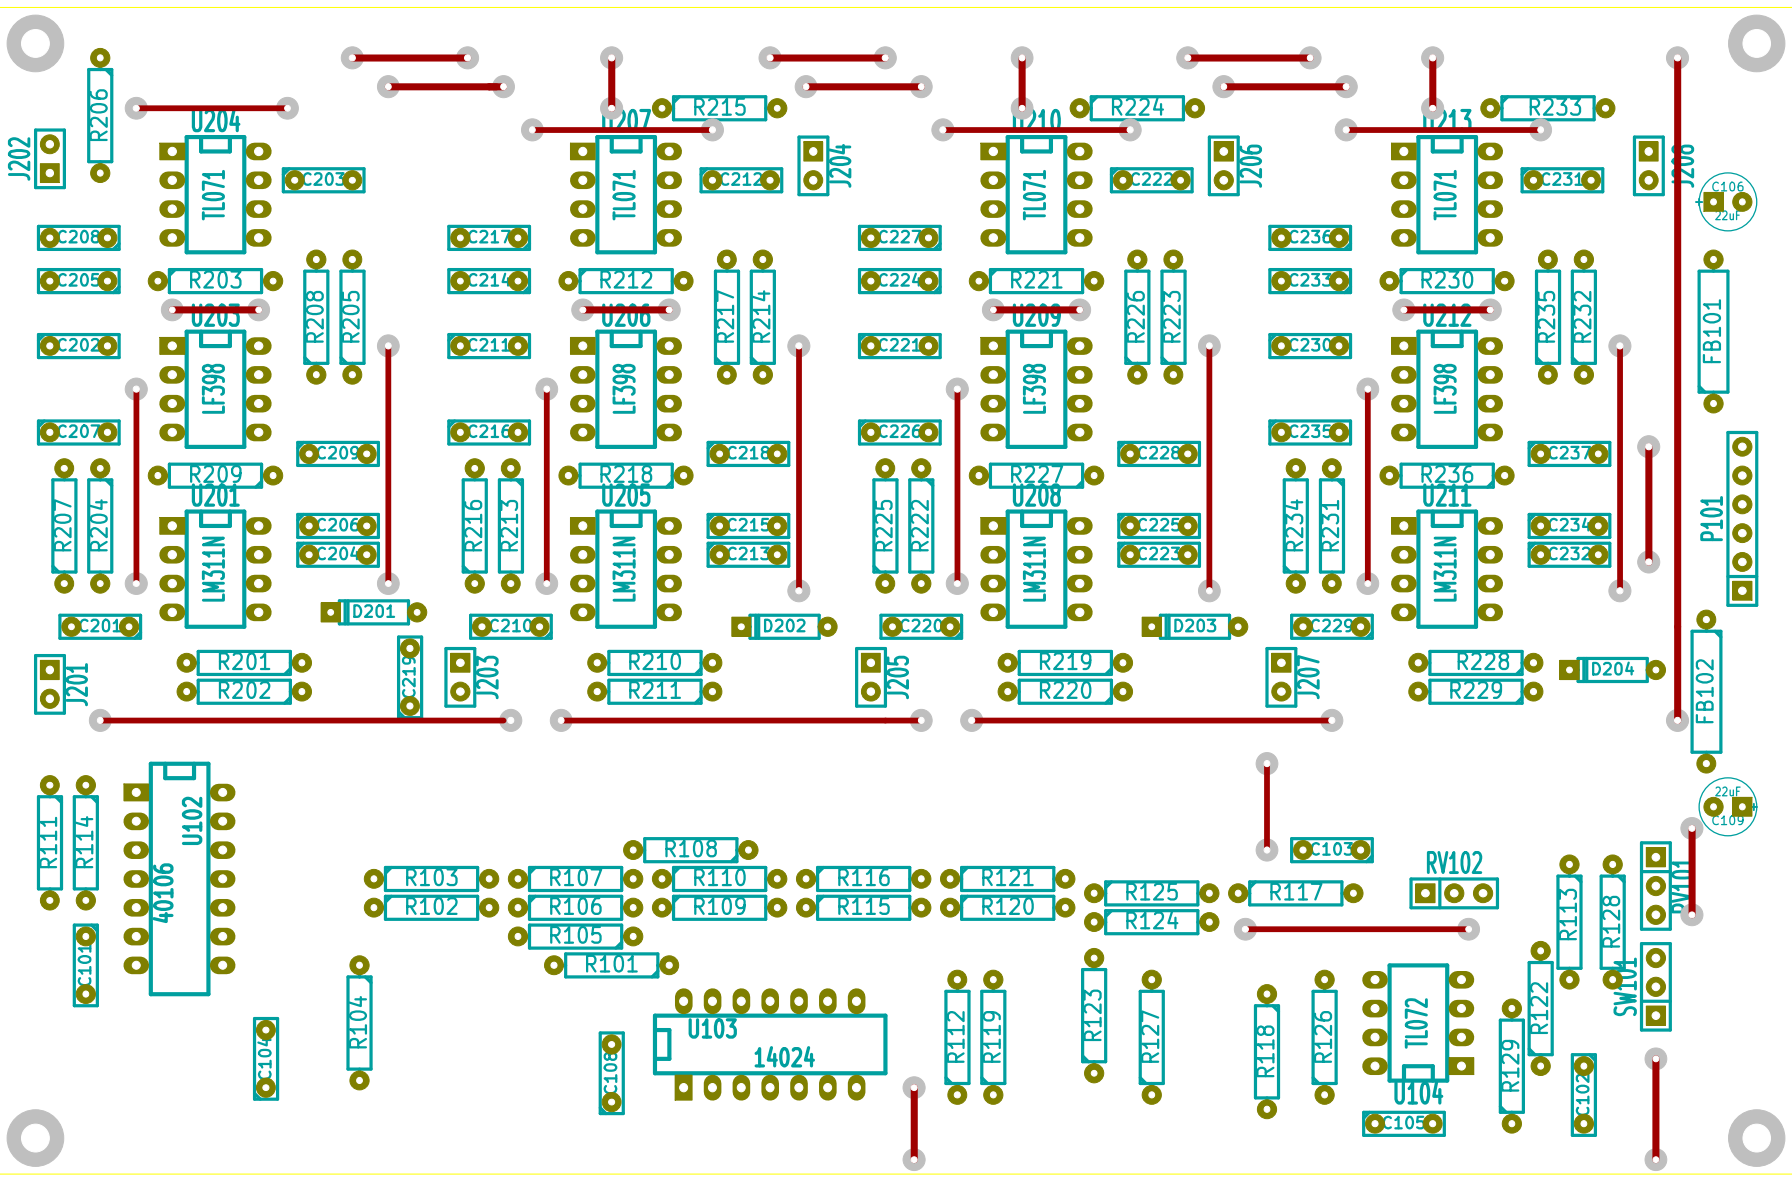 R206
J202
U204
TL071
C203
C208
C205
R203
R208
R205
U203
LF398
C202
C207
C209
R209
U201
LM311N
R207
R204
C206
C204
C201
D201
R201
R202
J201
C219
J203
U207
R215
TL071
C212
J204
C217
C214
R212
R217
R214
U206
LF398
C211
C216
C218
R218
U205
LM311N
R216
R213
C215
C213
C210
D202
R210
R211
J205
U210
R224
TL071
C222
J206
C227
C224
R221
R226
R223
U209
LF398
C221
C226
C228
R227
U208
LM311N
R225
R222
C225
C223
C220
D203
R219
R220
J207
U213
R233
TL071
C231
J208
C106
+
22uF
C236
C233
R230
R235
R232
FB101
U212
LF398
C230
C235
C237
R236
U211
LM311N
R234
R231
C234
C232
P101
C229
R228
R229
D204
FB102
22uF
+
C109
R111
R114
U102
40106
C101
R103
R102
R107
R106
R105
R101
R108
R110
R109
R116
R115
R121
R120
R125
R124
R117
C103
RV102
RV101
R113
R128
SW101
R122
R129
C102
R104
C104
C108
U103
14024
R112
R119
R123
R127
R118
R126
TL072
U104
C105